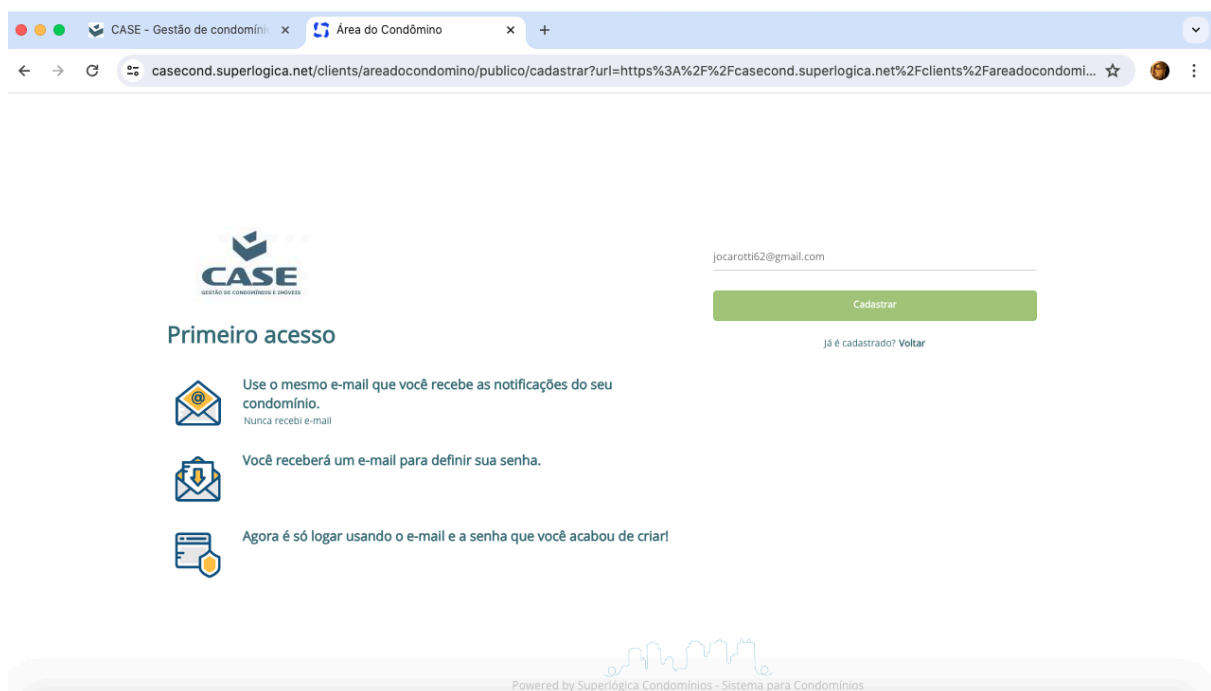 CASE - Gestão de condomíni
Área do Condômino
casecond.superlogica.net/clients/areadocondomino/publico/cadastrar?url=https%3A%2F%2Fcasecond.superlogica.net%2Fclients%2Fareadocondomi...
CASE
GESTÃO DE CONDOMÍNIOS E IMÓVEIS
Primeiro acesso
Use o mesmo e-mail que você recebe as notificações do seu
condomínio.
Nunca recebi e-mail
Você receberá um e-mail para definir sua senha.
Agora é só logar usando o e-mail e a senha que você acabou de criar!
jocarotti62@gmail.com
Cadastrar
Já é cadastrado? Voltar
Powered by Superlógica Condomínios - Sistema para Condomínios